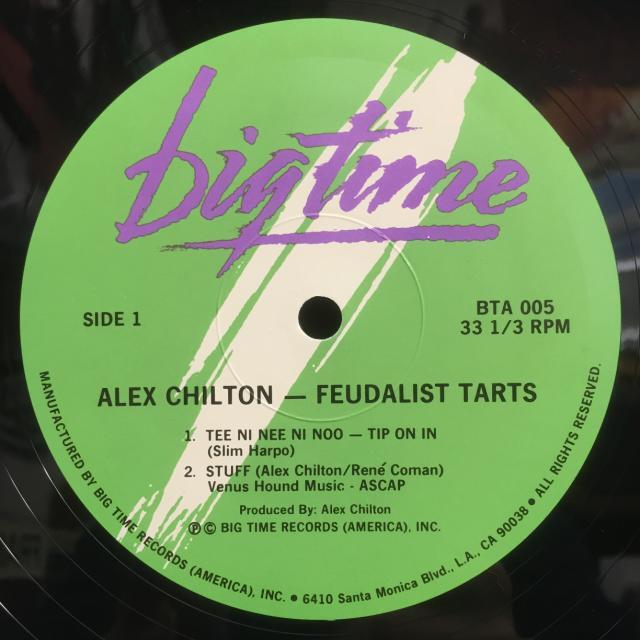 bigtime
SIDE 1
BTA 005
33 1/3 RPM
ALEX CHILTON — FEUDALIST TARTS
1. TEE NI NEE NI NOO — TIP ON IN
(Slim Harpo)
2. STUFF (Alex Chilton/René Coman)
Venus Hound Music - ASCAP
Produced By: Alex Chilton
℗ © BIG TIME RECORDS (AMERICA), INC.
MANUFACTURED BY BIG TIME RECORDS (AMERICA), INC. ● 6410 Santa Monica Blvd., L.A., CA 90038 ● ALL RIGHTS RESERVED.